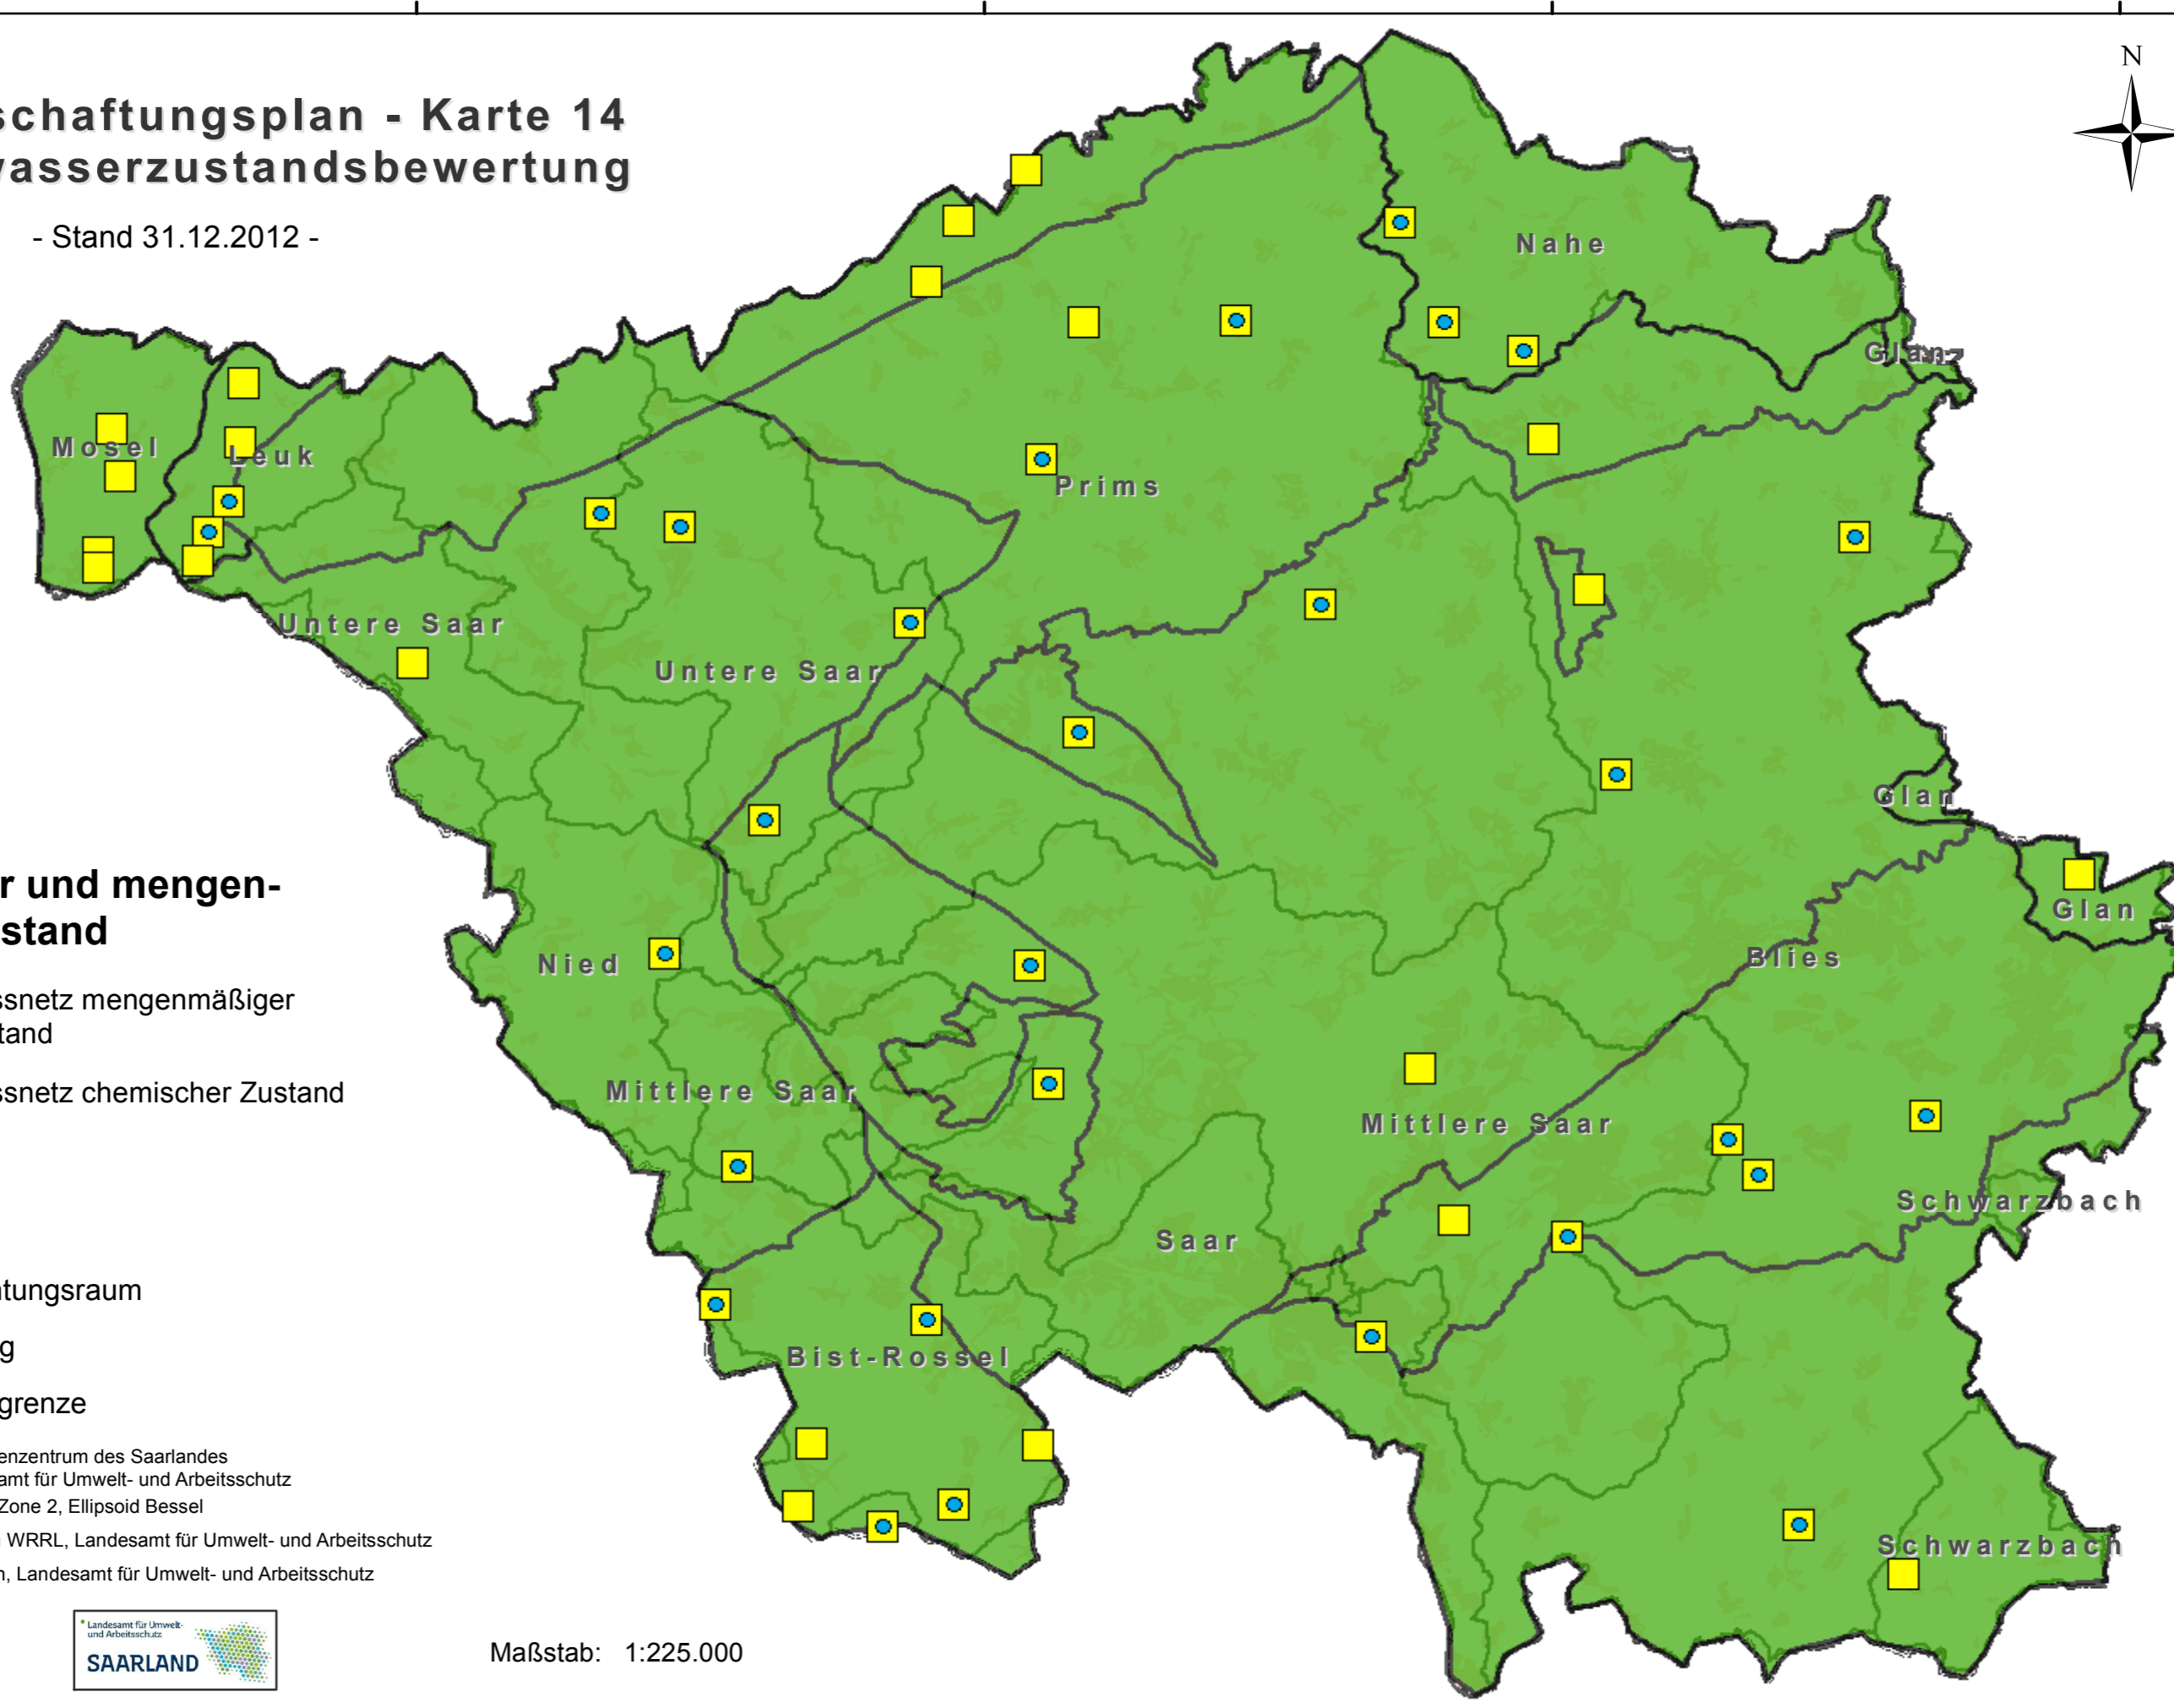 schaftungsplan - Karte 14
wasserzustandsbewertung
- Stand 31.12.2012 -
N
Nahe
Glan
Mosel
Leuk
Prims
Untere Saar
Untere Saar
Glan
Glan
r und mengen-
stand
Nied
Blies
ssnetz mengenmäßiger
tand
ssnetz chemischer Zustand
Mittlere Saar
Mittlere Saar
Schwarzbach
Saar
htungsraum
g
Bist-Rossel
grenze
enzentrum des Saarlandes
amt für Umwelt- und Arbeitsschutz
Zone 2, Ellipsoid Bessel
WRRL, Landesamt für Umwelt- und Arbeitsschutz
n, Landesamt für Umwelt- und Arbeitsschutz
Schwarzbach
Landesamt für Umwelt-
und Arbeitsschutz
SAARLAND
Maßstab: 1:225.000